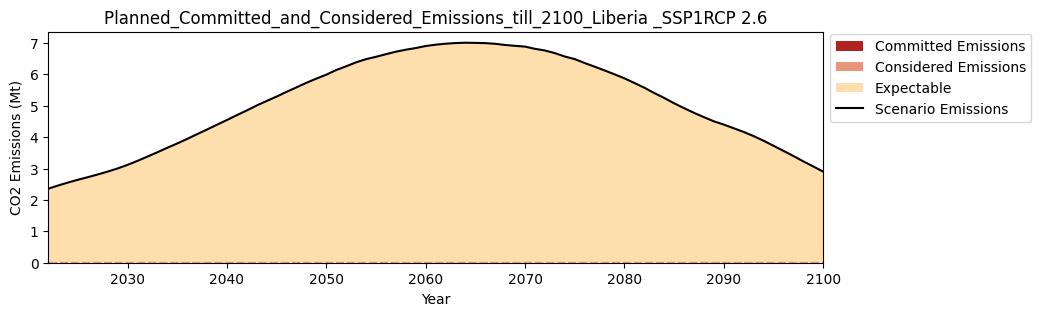 Planned_Committed_and_Considered_Emissions_till_2100_Liberia _SSP1RCP 2.6
7
6
5
4
3
2
1
0
CO2 Emissions (Mt)
2030 2040 2050 2060 2070 2080 2090 2100
Year
Committed Emissions
Considered Emissions
Expectable
Scenario Emissions